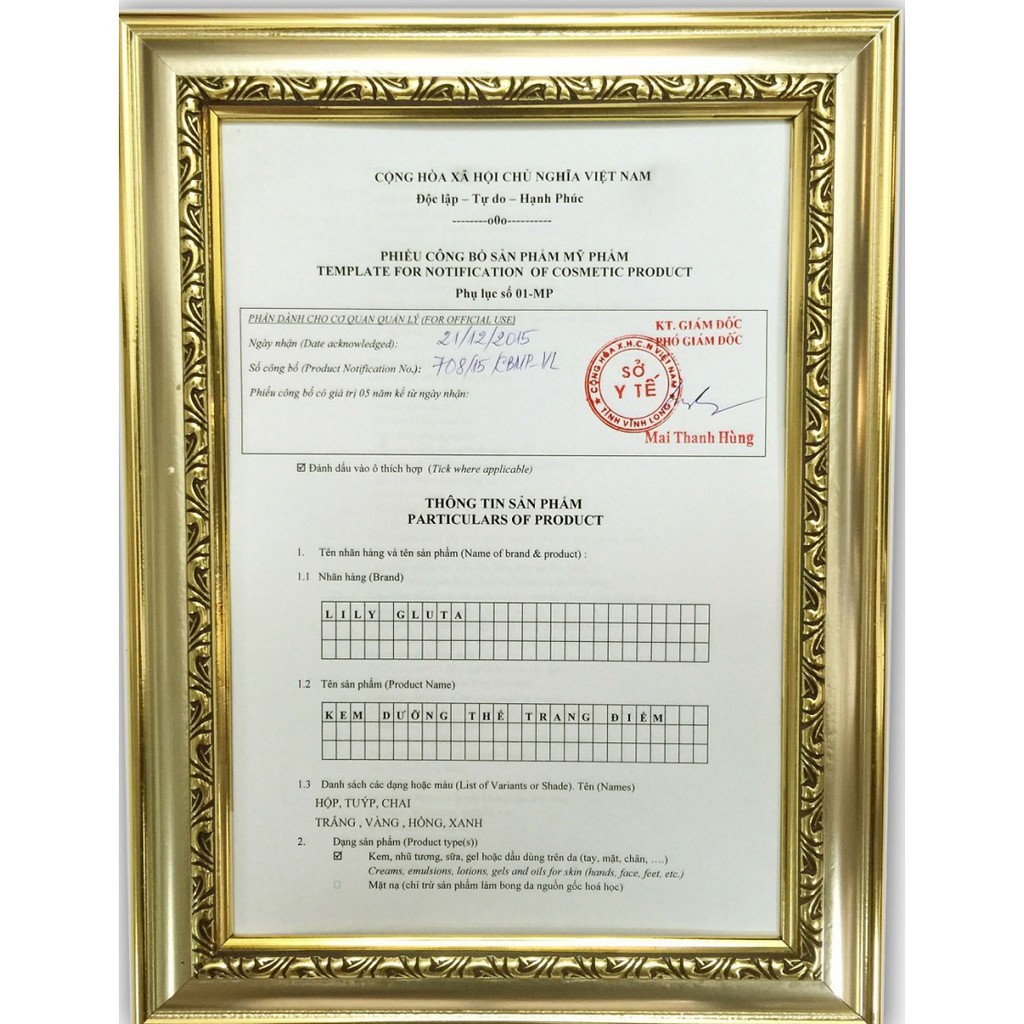 CỘNG HÒA XÃ HỘI CHỦ NGHĨA VIỆT NAM
Độc lập – Tự do – Hạnh Phúc
--------o0o----------
PHIẾU CÔNG BỐ SẢN PHẨM MỸ PHẨM
TEMPLATE FOR NOTIFICATION OF COSMETIC PRODUCT
Phụ lục số 01-MP
PHẦN DÀNH CHO CƠ QUAN QUẢN LÝ (FOR OFFICIAL USE)
Ngày nhận (Date acknowledged): 21/12/2015
Số công bố (Product Notification No.): 708/15/CBMP-VL
Phiếu công bố có giá trị 05 năm kể từ ngày nhận:
KT. GIÁM ĐỐC
PHÓ GIÁM ĐỐC
CỘNG HÒA X.H.C.N VIỆT NAM
SỞ
Y TẾ
★ TỈNH VĨNH LONG ★
Mai Thanh Hùng
☑ Đánh dấu vào ô thích hợp (Tick where applicable)
THÔNG TIN SẢN PHẨM
PARTICULARS OF PRODUCT
1. Tên nhãn hàng và tên sản phẩm (Name of brand & product) :
1.1 Nhãn hàng (Brand)
LILY GLUTA
1.2 Tên sản phẩm (Product Name)
KEM DƯỠNG THỂ TRANG ĐIỂM
1.3 Danh sách các dạng hoặc màu (List of Variants or Shade). Tên (Names)
HỘP, TUÝP, CHAI
TRẮNG , VÀNG , HỒNG, XANH
2. Dạng sản phẩm (Product type(s))
☑ Kem, nhũ tương, sữa, gel hoặc dầu dùng trên da (tay, mặt, chân, ….)
Creams, emulsions, lotions, gels and oils for skin (hands, face, feet, etc.)
☐ Mặt nạ (chỉ trừ sản phẩm làm bong da nguồn gốc hoá học)